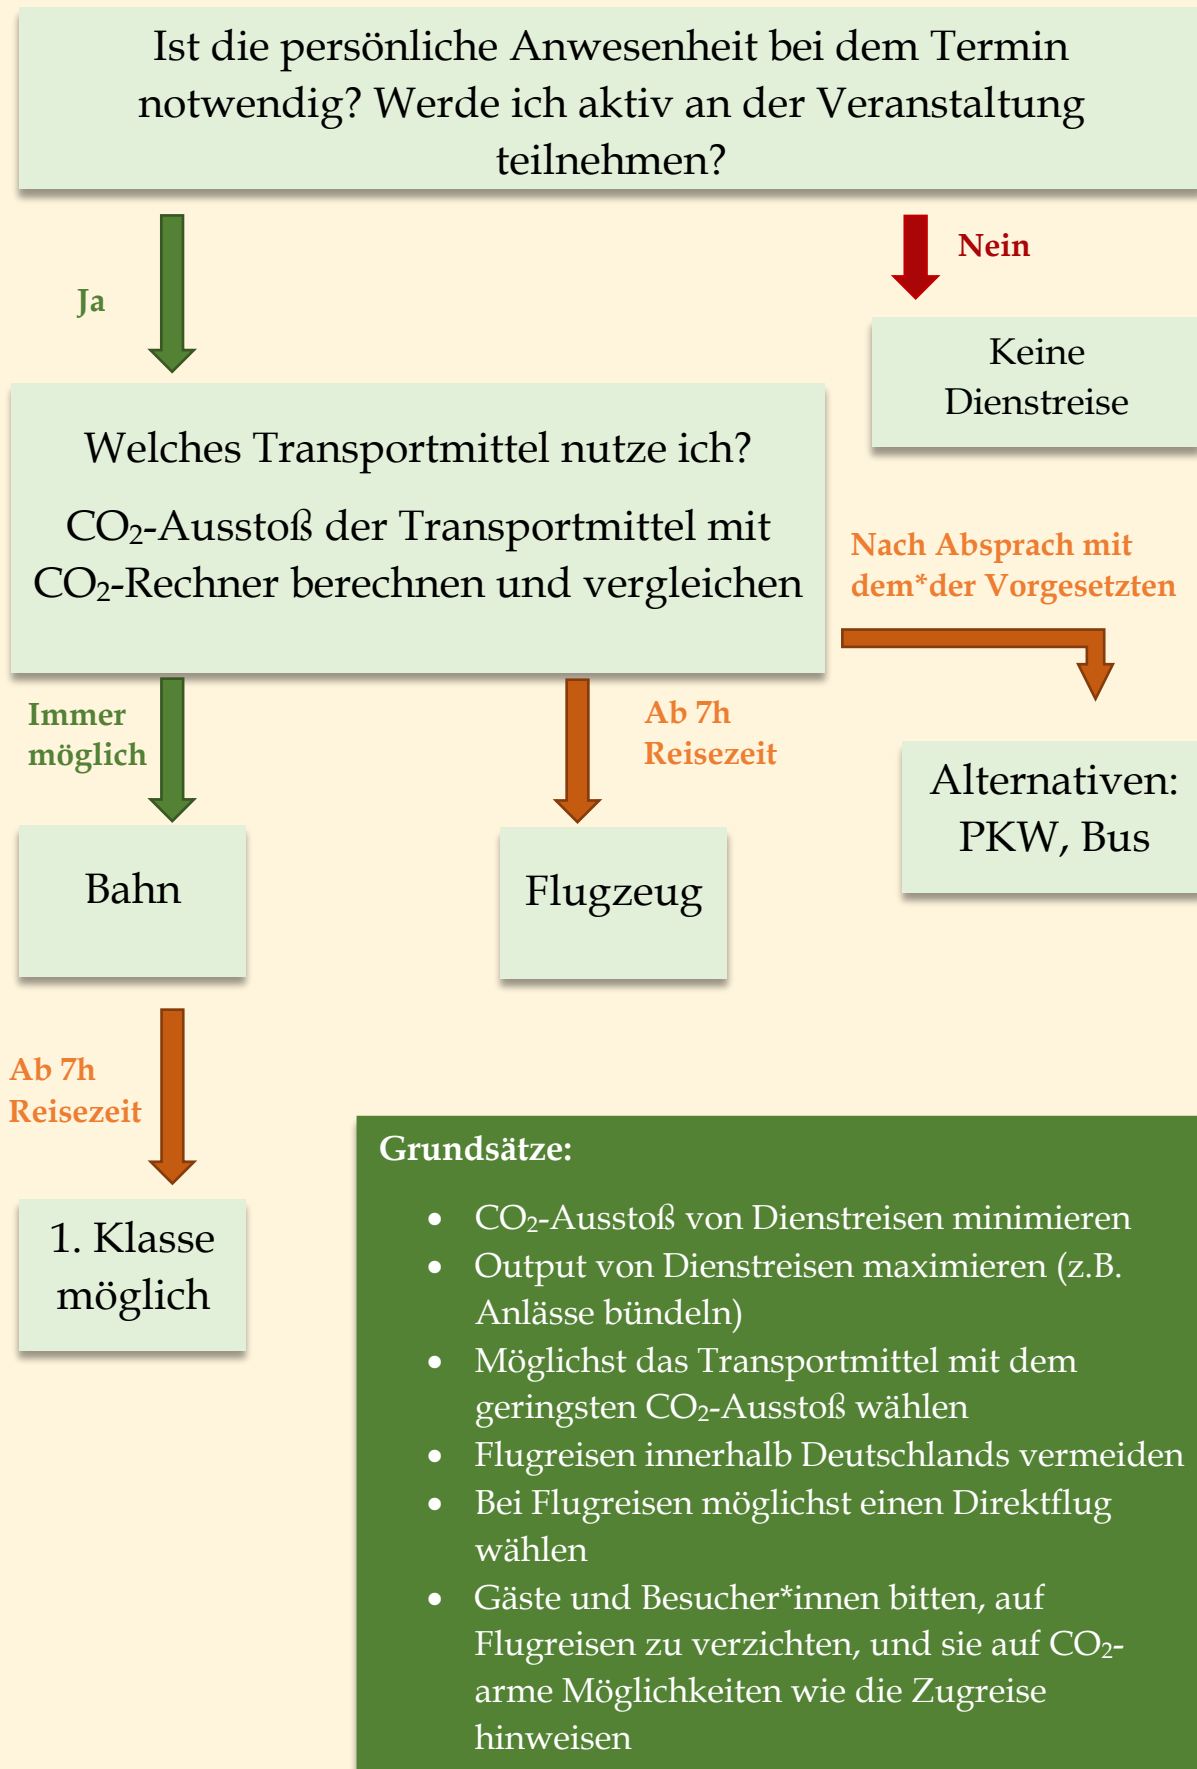 Ist die persönliche Anwesenheit bei dem Termin
notwendig? Werde ich aktiv an der Veranstaltung
teilnehmen?
Nein
Ja
Keine
Dienstreise
Welches Transportmittel nutze ich?
CO₂-Ausstoß der Transportmittel mit
CO₂-Rechner berechnen und vergleichen
Nach Absprach mit
dem*der Vorgesetzten
Immer
möglich
Ab 7h
Reisezeit
Alternativen:
PKW, Bus
Bahn
Flugzeug
Ab 7h
Reisezeit
1. Klasse
möglich
Grundsätze:
• CO₂-Ausstoß von Dienstreisen minimieren
• Output von Dienstreisen maximieren (z.B.
Anlässe bündeln)
• Möglichst das Transportmittel mit dem
geringsten CO₂-Ausstoß wählen
• Flugreisen innerhalb Deutschlands vermeiden
• Bei Flugreisen möglichst einen Direktflug
wählen
• Gäste und Besucher*innen bitten, auf
Flugreisen zu verzichten, und sie auf CO₂-
arme Möglichkeiten wie die Zugreise
hinweisen